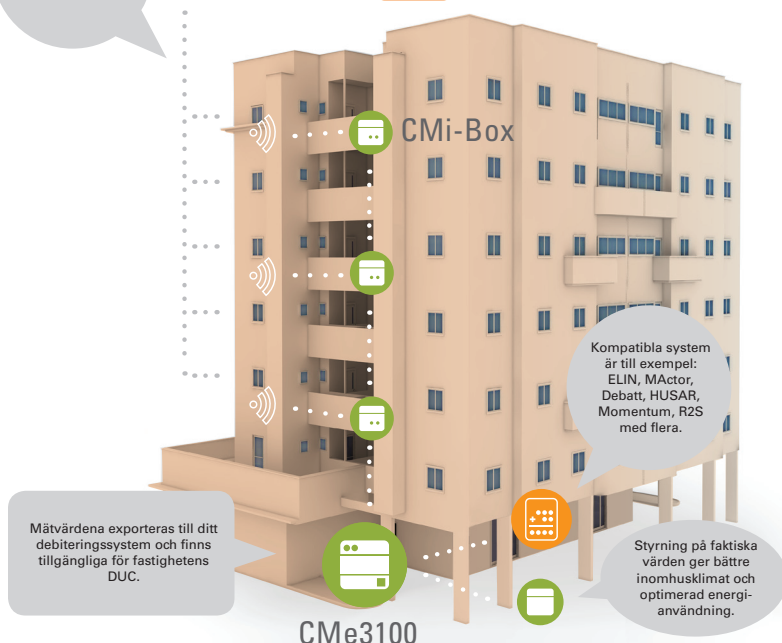 CMi-Box
Kompatibla system
är till exempel:
ELIN, MActor,
Debatt, HUSAR,
Momentum, R2S
med flera.
Mätvärdena exporteras till ditt
debiteringssystem och finns
tillgängliga för fastighetens
DUC.
Styrning på faktiska
värden ger bättre
inomhusklimat och
optimerad energi-
användning.
CMe3100